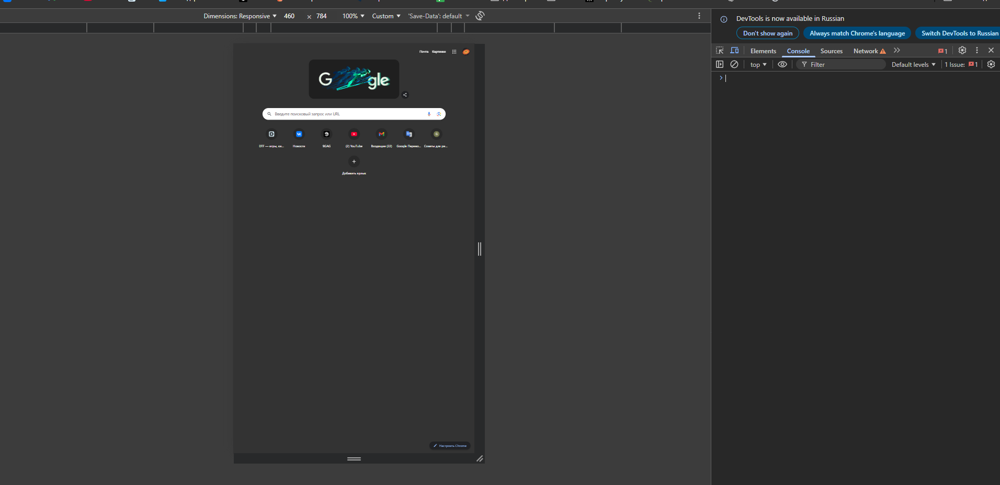 Dimensions: Responsive 460 × 784 100% Custom 'Save-Data': default
DevTools is now available in Russian
Don't show again Always match Chrome's language Switch DevTools to Russian
Elements Console Sources Network 1
top Filter Default levels 1 Issue: 1
Почта Картинки
G gle
Введите поисковый запрос или URL
DTF — игры, ки... Новости 9GAG (2) YouTube Входящие (22) Google Перево... Советы для ре...
Добавить ярлык
Настроить Chrome